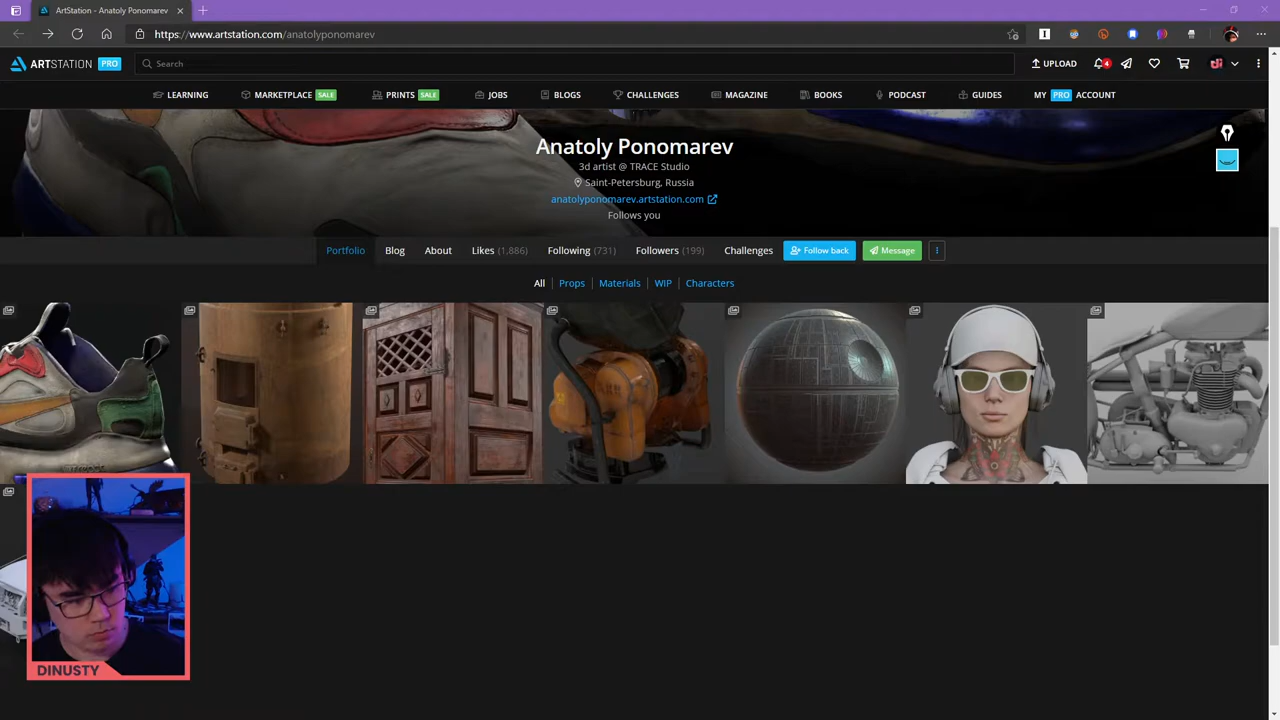 ArtStation - Anatoly Ponomarev
https://www.artstation.com/anatolyponomarev
ARTSTATION PRO
Search
UPLOAD
4
LEARNING
MARKETPLACE SALE
PRINTS SALE
JOBS
BLOGS
CHALLENGES
MAGAZINE
BOOKS
PODCAST
GUIDES
MY PRO ACCOUNT
Anatoly Ponomarev
3d artist @ TRACE Studio
Saint-Petersburg, Russia
anatolyponomarev.artstation.com
Follows you
Portfolio
Blog
About
Likes (1,886)
Following (731)
Followers (199)
Challenges
Follow back
Message
All
Props
Materials
WIP
Characters
DINUSTY